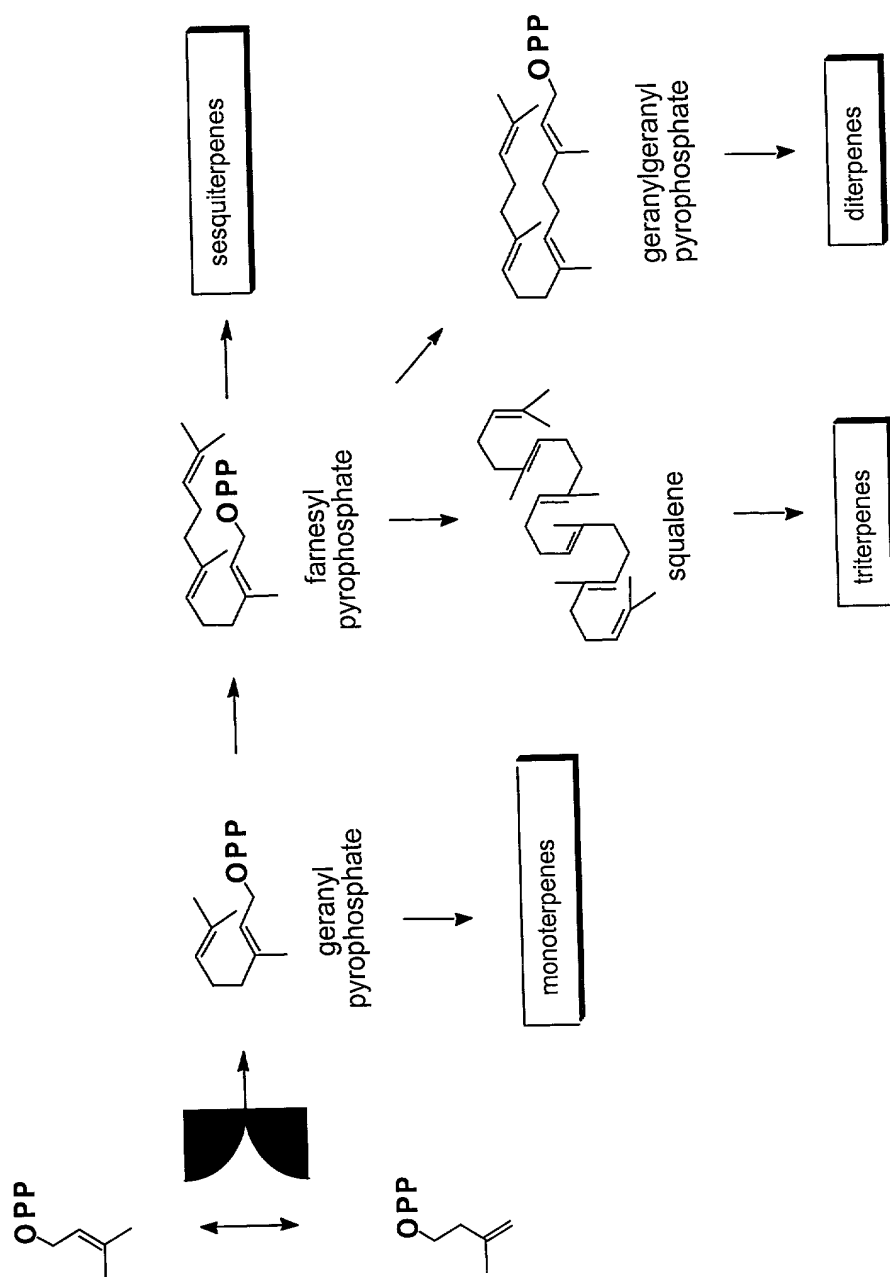 OPP
OPP
OPP
geranyl
pyrophosphate
monoterpenes
OPP
farnesyl
pyrophosphate
sesquiterpenes
squalene
triterpenes
OPP
geranylgeranyl
pyrophosphate
diterpenes